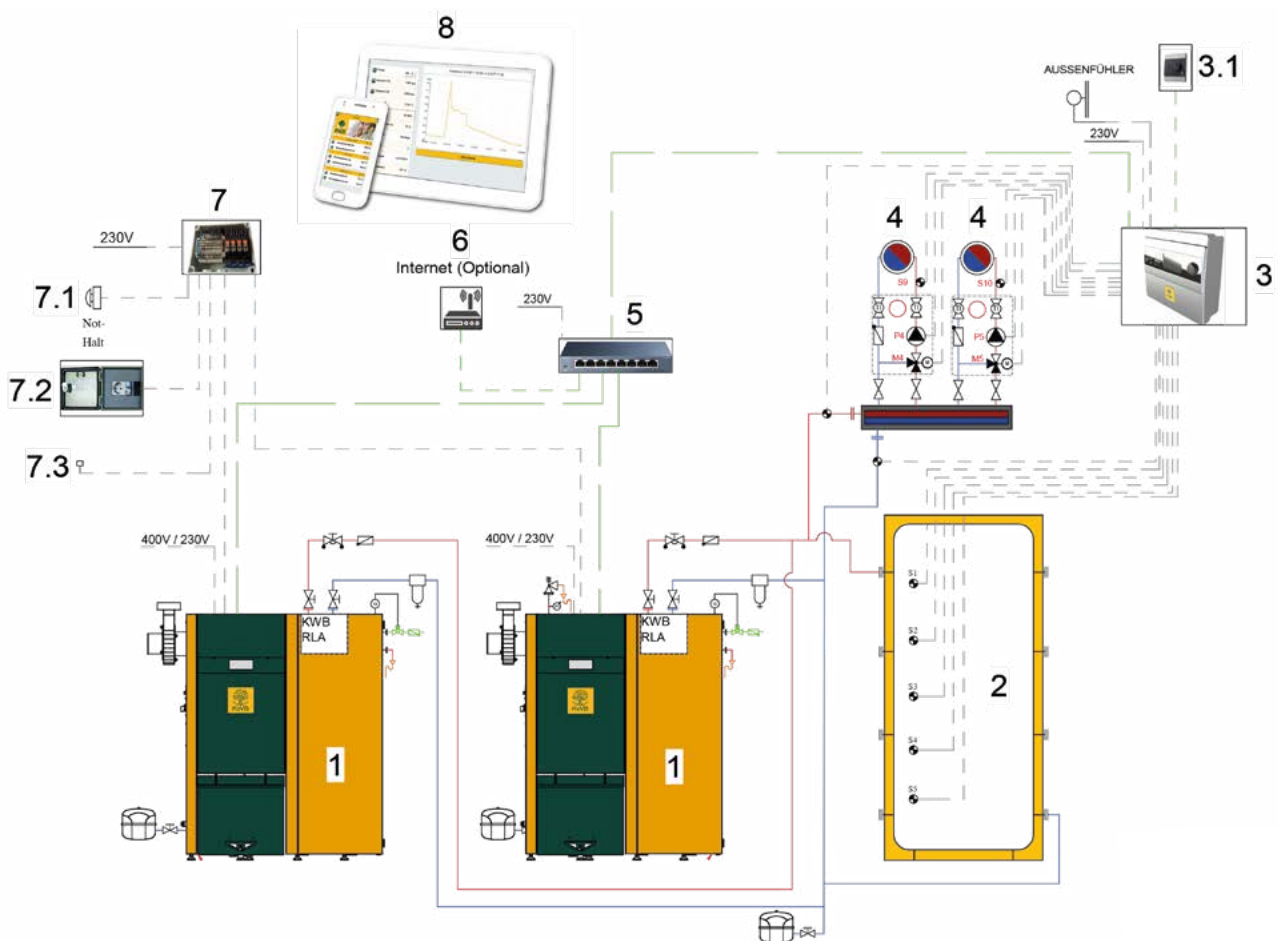 8
3.1
AUSSENFÜHLER
230V
7
4
4
230V
6
Internet (Optional)
3
7.1
Not-
Halt
230V
5
S9
S10
P4
P5
M4
M5
7.2
7.3
400V / 230V
400V / 230V
KWB
RLA
KWB
RLA
S1
S2
S3
S4
S5
2
KWB
KWB
1
1